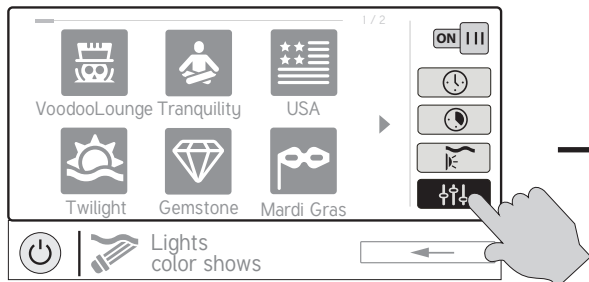 1 / 2
ON
VoodooLounge Tranquility USA
Twilight Gemstone Mardi Gras
Lights
color shows